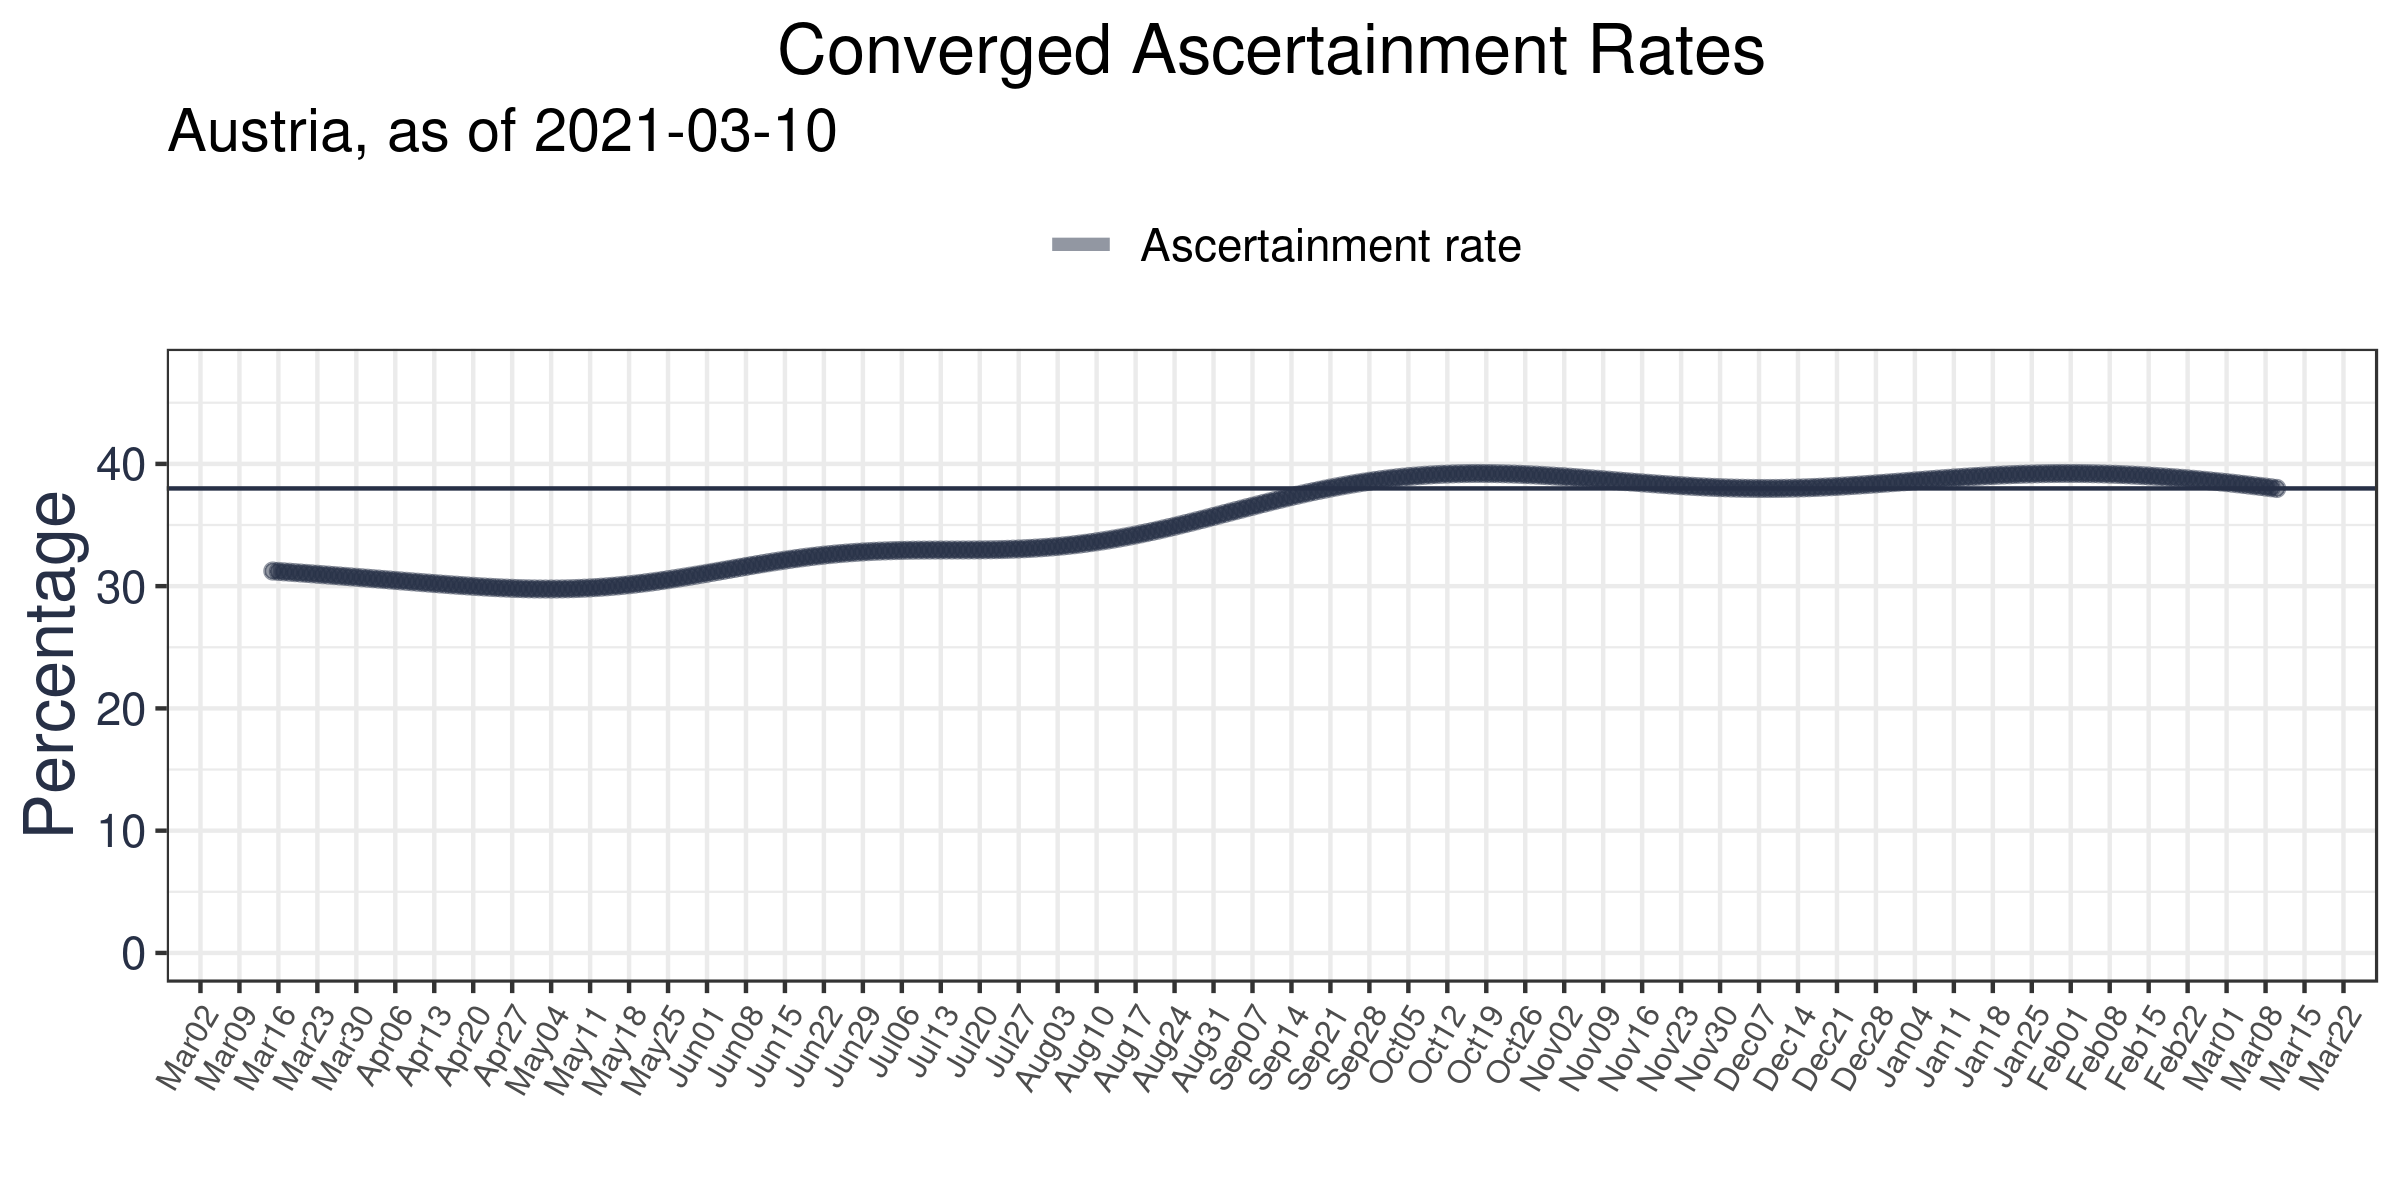 Converged Ascertainment Rates
Austria, as of 2021-03-10
Ascertainment rate
Percentage
40
30
20
10
0
Mar02 Mar09 Mar16 Mar23 Mar30 Apr06 Apr13 Apr20 Apr27 May04 May11 May18 May25 Jun01 Jun08 Jun15 Jun22 Jun29 Jul06 Jul13 Jul20 Jul27 Aug03 Aug10 Aug17 Aug24 Aug31 Sep07 Sep14 Sep21 Sep28 Oct05 Oct12 Oct19 Oct26 Nov02 Nov09 Nov16 Nov23 Nov30 Dec07 Dec14 Dec21 Dec28 Jan04 Jan11 Jan18 Jan25 Feb01 Feb08 Feb15 Feb22 Mar01 Mar08 Mar15 Mar22